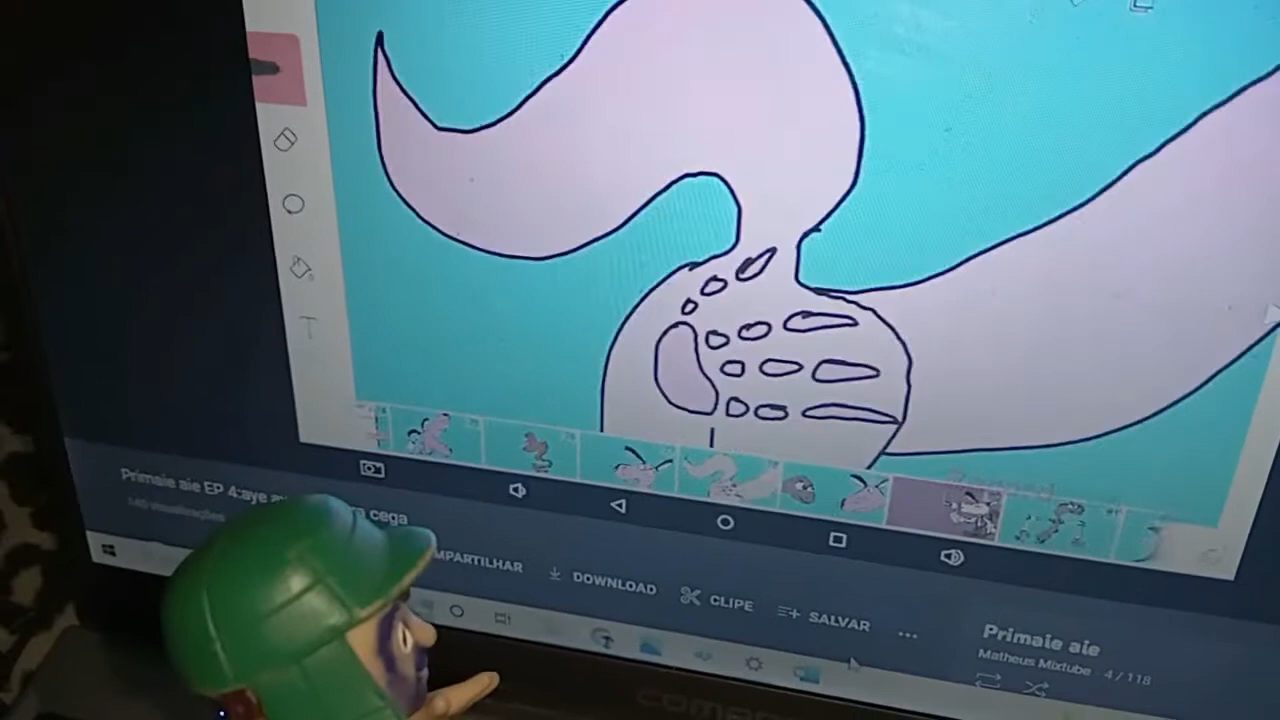 T
Primaie aie EP 4:aye
cega
MPARTILHAR
DOWNLOAD
CLIPE
SALVAR
Primaie aie
Matheus Mixtube 4 / 118